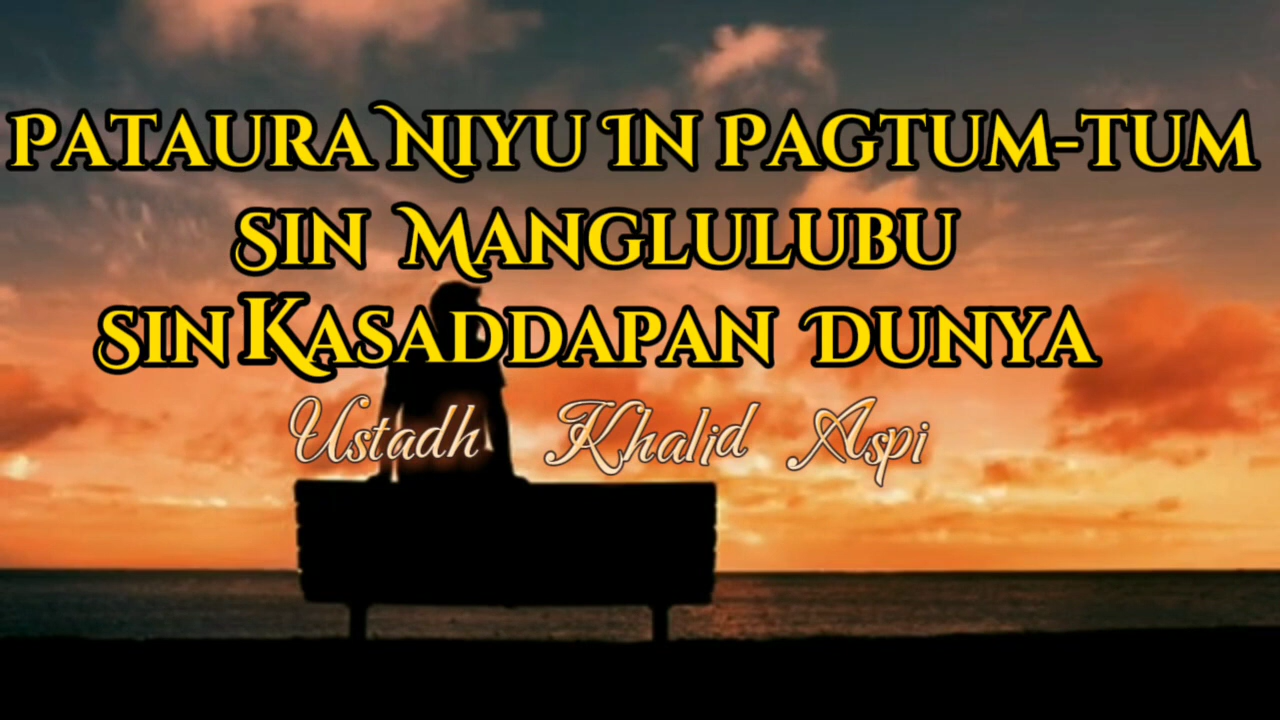 Pataura Niyu In Pagtum-tum
sin Manglulubu
sin Kasaddapan Dunya
Ustadh Khalid Aspi